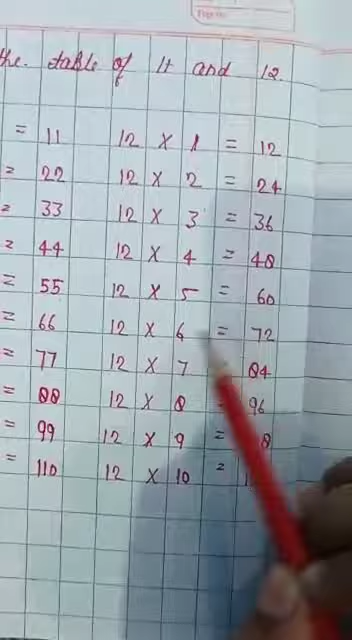 the table of 11 and 12.
= 11 12 X 1 = 12
= 22 12 X 2 = 24
= 33 12 X 3 = 36
= 44 12 X 4 = 48
= 55 12 X 5 = 60
= 66 12 X 6 = 72
= 77 12 X 7 84
= 88 12 X 8 = 96
= 99 12 X 9 = 8
= 110 12 X 10 = 1